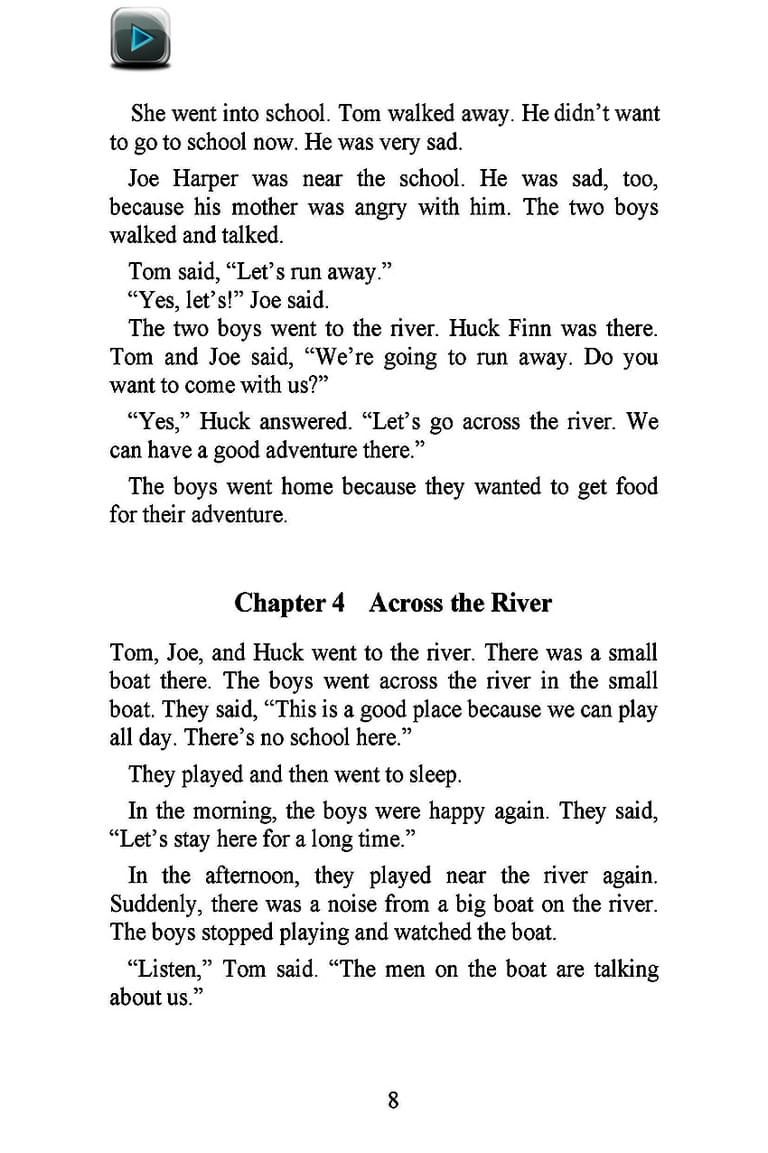 She went into school. Tom walked away. He didn’t want
to go to school now. He was very sad.
Joe Harper was near the school. He was sad, too,
because his mother was angry with him. The two boys
walked and talked.
Tom said, “Let’s run away.”
“Yes, let’s!” Joe said.
The two boys went to the river. Huck Finn was there.
Tom and Joe said, “We’re going to run away. Do you
want to come with us?”
“Yes,” Huck answered. “Let’s go across the river. We
can have a good adventure there.”
The boys went home because they wanted to get food
for their adventure.
Chapter 4 Across the River
Tom, Joe, and Huck went to the river. There was a small
boat there. The boys went across the river in the small
boat. They said, “This is a good place because we can play
all day. There’s no school here.”
They played and then went to sleep.
In the morning, the boys were happy again. They said,
“Let’s stay here for a long time.”
In the afternoon, they played near the river again.
Suddenly, there was a noise from a big boat on the river.
The boys stopped playing and watched the boat.
“Listen,” Tom said. “The men on the boat are talking
about us.”
8